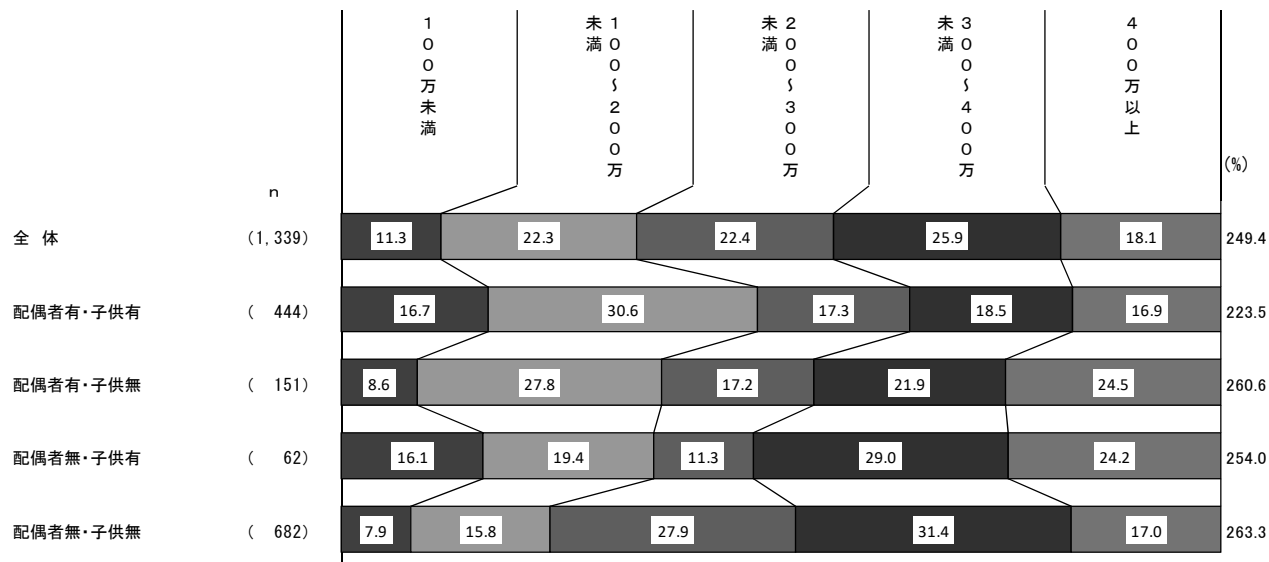 100万未満
100~200万未満
200~300万未満
300~400万未満
400万以上
(%)
n
全 体 (1,339) 11.3 22.3 22.4 25.9 18.1 249.4
配偶者有・子供有 ( 444) 16.7 30.6 17.3 18.5 16.9 223.5
配偶者有・子供無 ( 151) 8.6 27.8 17.2 21.9 24.5 260.6
配偶者無・子供有 ( 62) 16.1 19.4 11.3 29.0 24.2 254.0
配偶者無・子供無 ( 682) 7.9 15.8 27.9 31.4 17.0 263.3